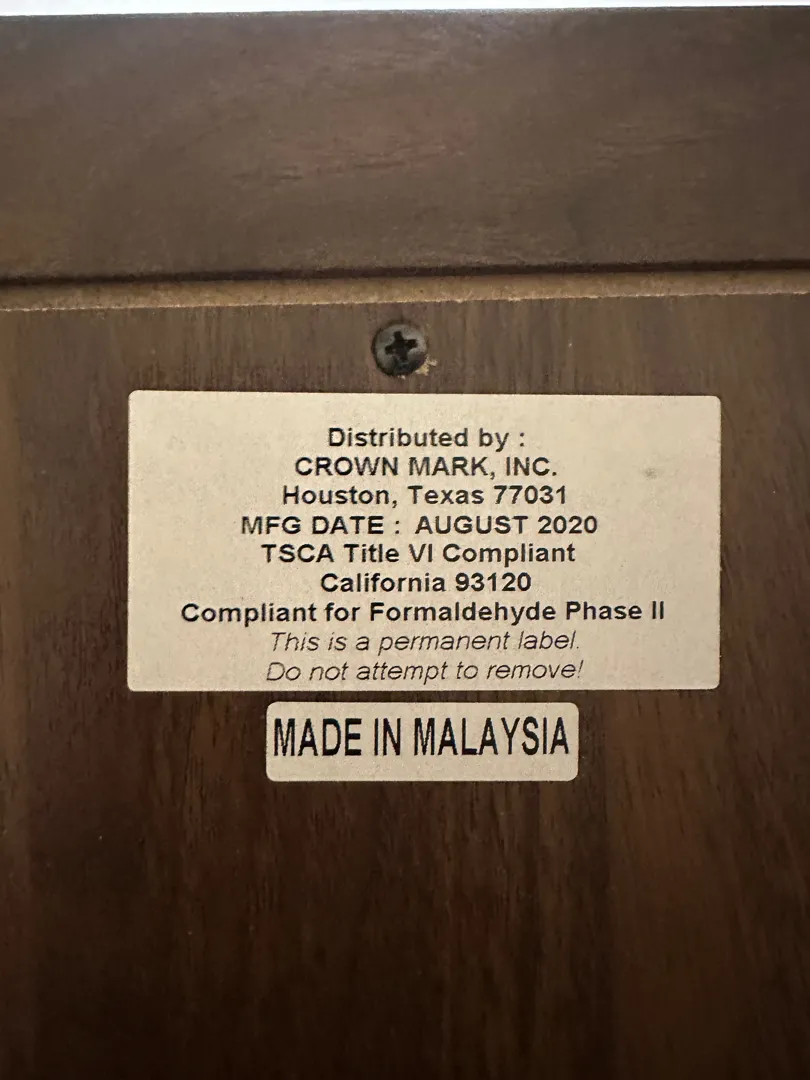 Distributed by :
CROWN MARK, INC.
Houston, Texas 77031
MFG DATE : AUGUST 2020
TSCA Title VI Compliant
California 93120
Compliant for Formaldehyde Phase II
This is a permanent label.
Do not attempt to remove!
MADE IN MALAYSIA